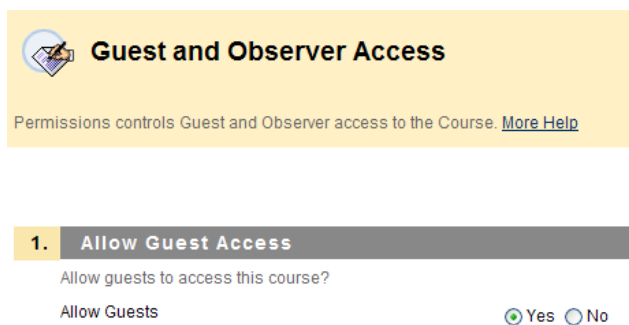 Guest and Observer Access
Permissions controls Guest and Observer access to the Course. More Help
1. Allow Guest Access
Allow guests to access this course?
Allow Guests Yes No